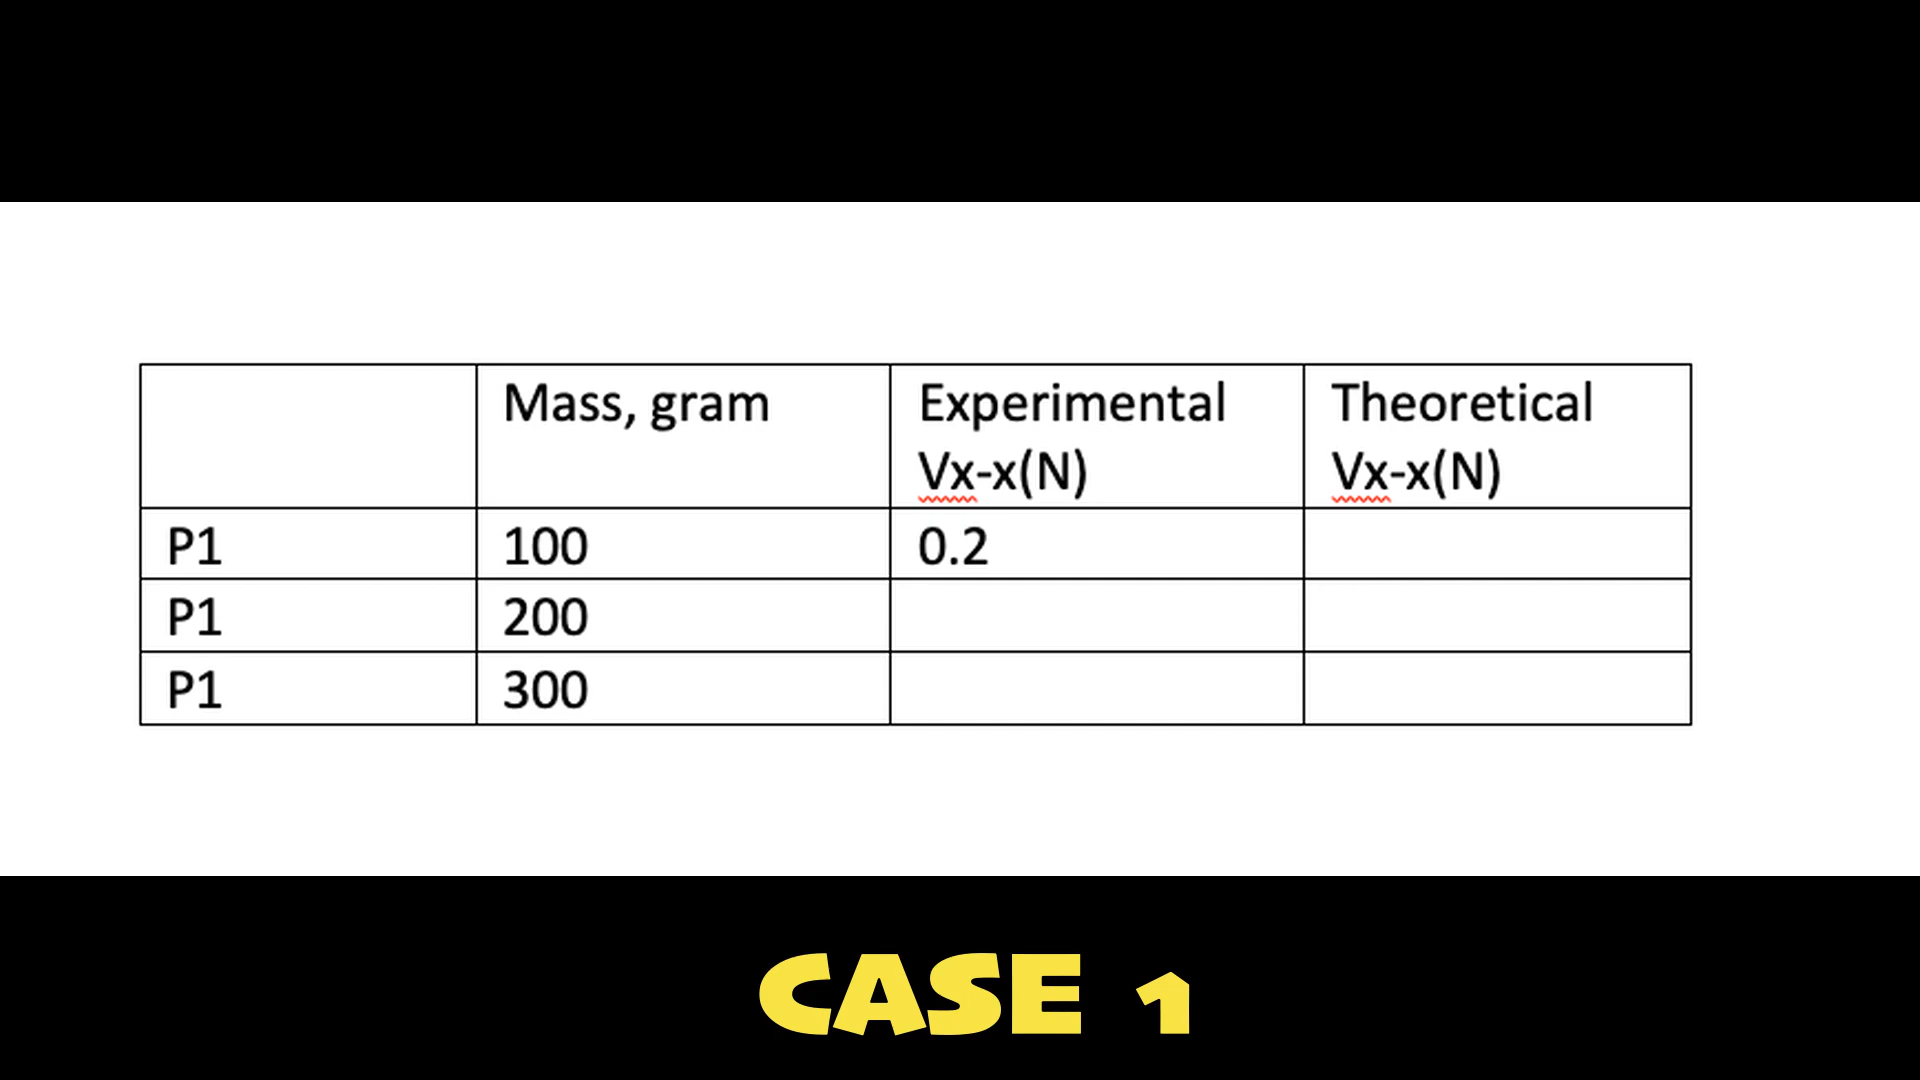 Mass, gram Experimental Theoretical
Vx-x(N) Vx-x(N)
P1 100 0.2
P1 200
P1 300
CASE 1